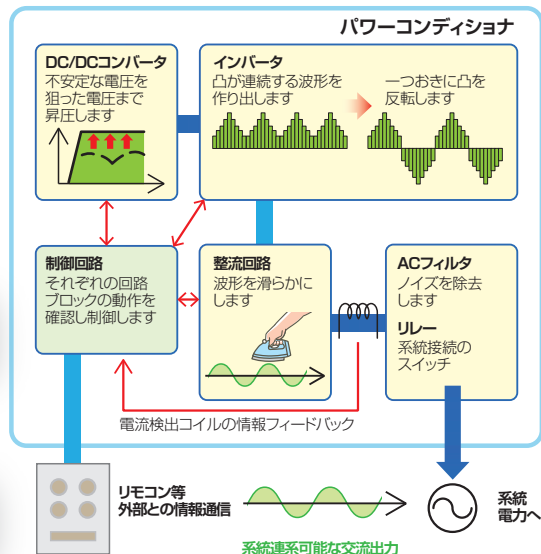 パワーコンディショナ
DC/DCコンバータ
不安定な電圧を
狙った電圧まで
昇圧します
インバータ
凸が連続する波形を
作り出します
一つおきに凸を
反転します
制御回路
それぞれの回路
ブロックの動作を
確認し制御します
整流回路
波形を滑らかに
します
ACフィルタ
ノイズを除去
します
リレー
系統接続の
スイッチ
電流検出コイルの情報フィードバック
リモコン等
外部との情報通信
系統
電力へ
系統連系可能な交流出力